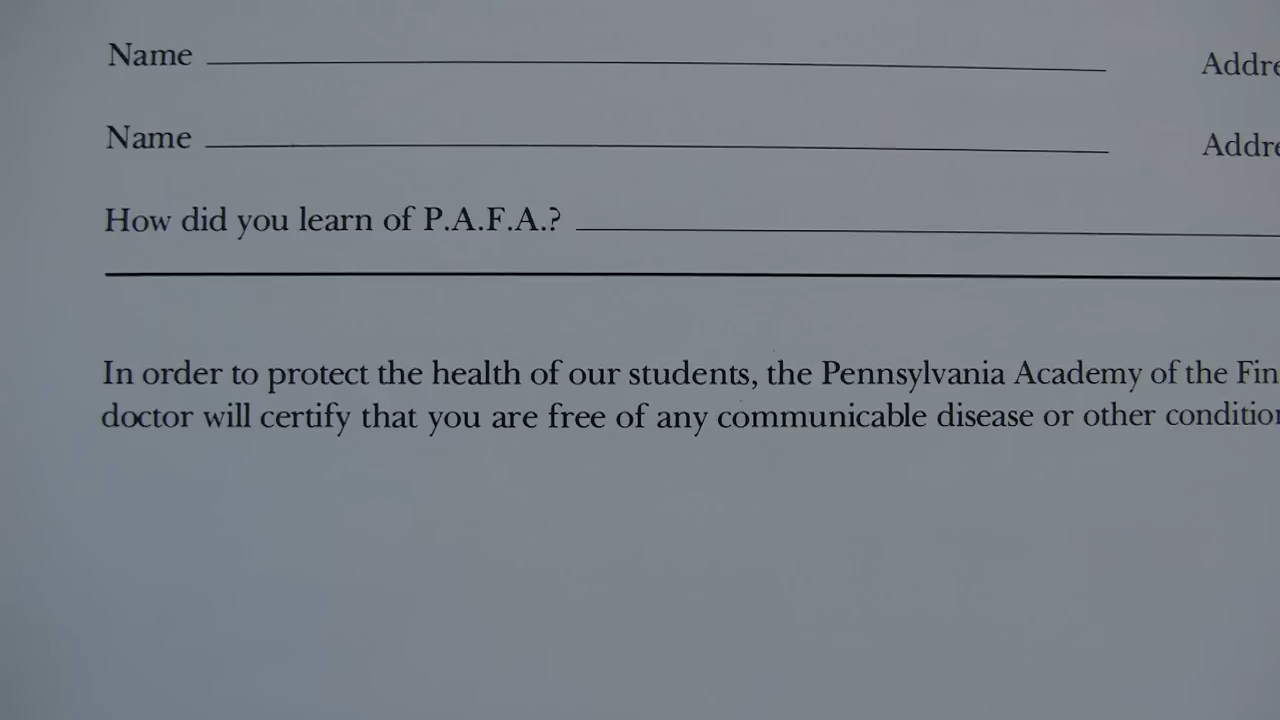 Name Addre
Name Addre
How did you learn of P.A.F.A.?
In order to protect the health of our students, the Pennsylvania Academy of the Fin
doctor will certify that you are free of any communicable disease or other condition